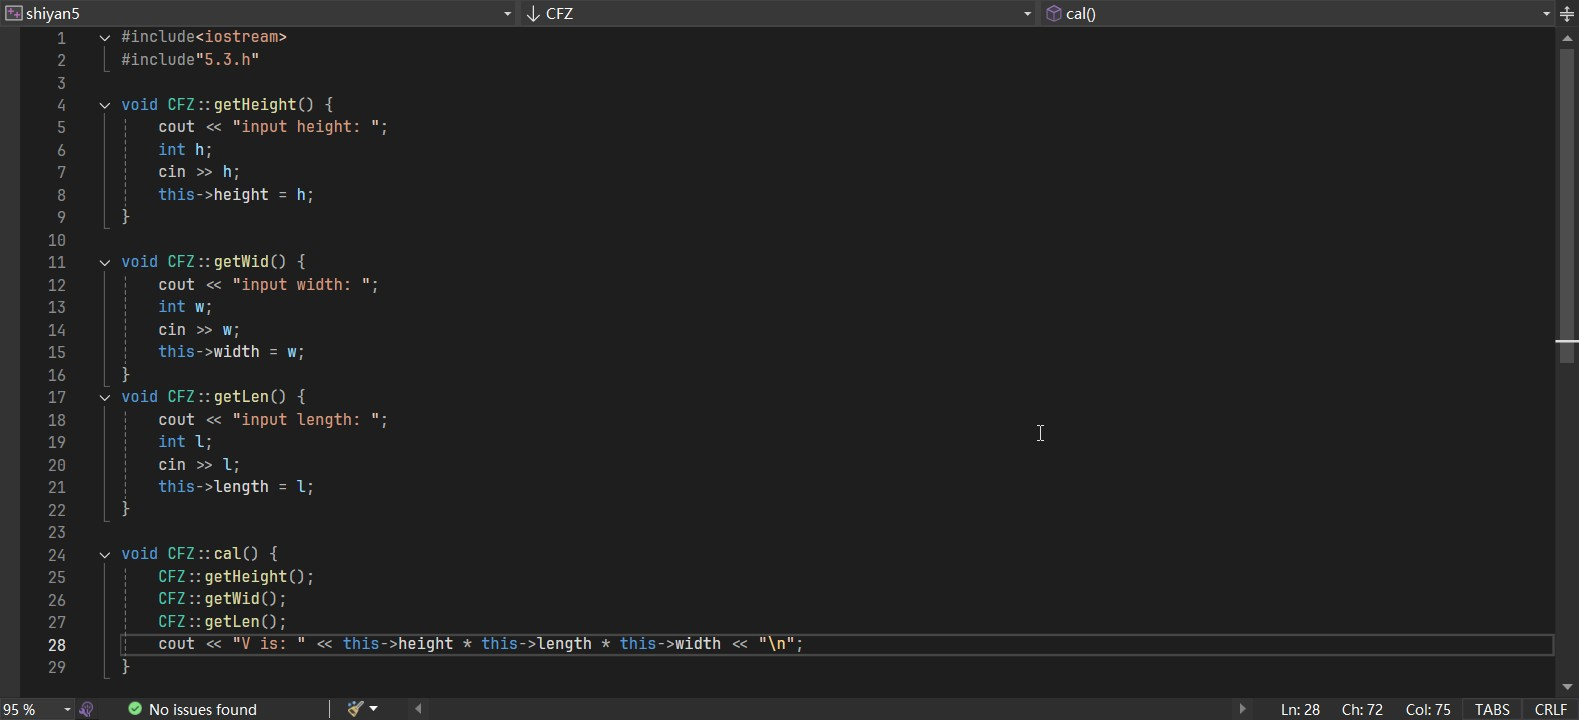 shiyan5 CFZ cal()
1 #include<iostream>
2 #include"5.3.h"
3
4 void CFZ::getHeight() {
5 cout << "input height: ";
6 int h;
7 cin >> h;
8 this->height = h;
9 }
10
11 void CFZ::getWid() {
12 cout << "input width: ";
13 int w;
14 cin >> w;
15 this->width = w;
16 }
17 void CFZ::getLen() {
18 cout << "input length: ";
19 int l;
20 cin >> l;
21 this->length = l;
22 }
23
24 void CFZ::cal() {
25 CFZ::getHeight();
26 CFZ::getWid();
27 CFZ::getLen();
28 cout << "V is: " << this->height * this->length * this->width << "\n";
29 }
95 % No issues found Ln: 28 Ch: 72 Col: 75 TABS CRLF